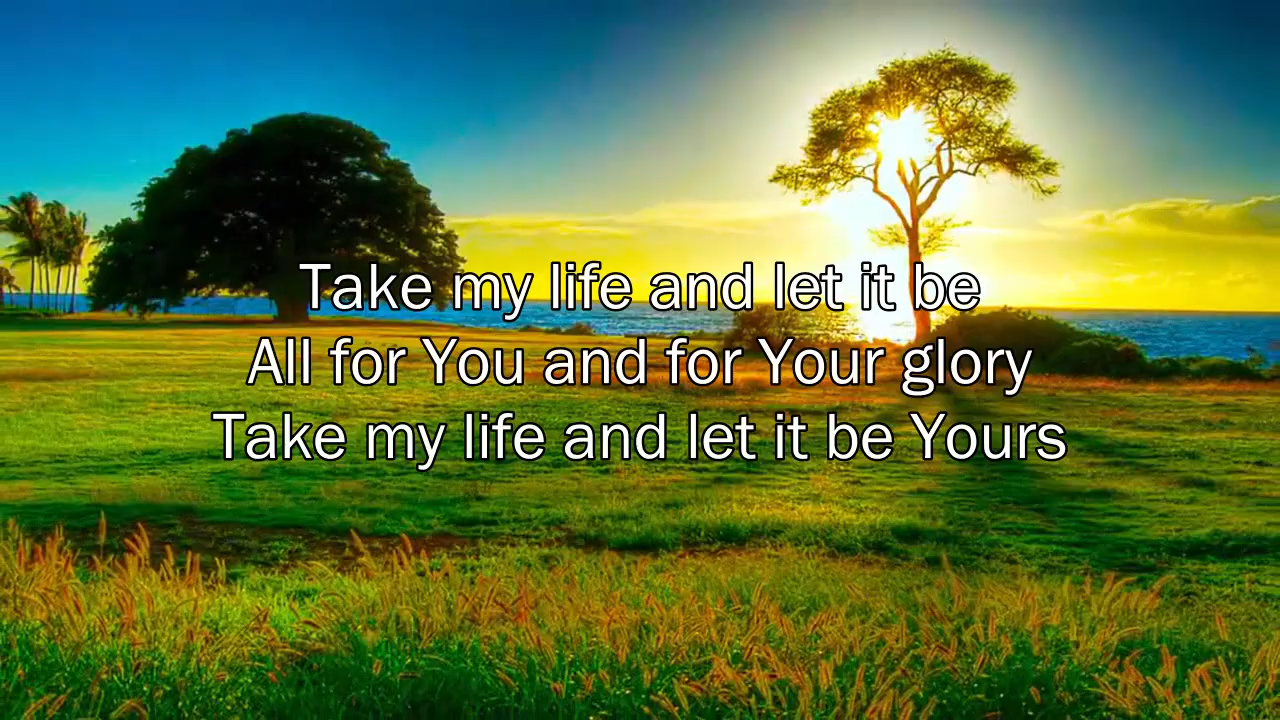 Take my life and let it be
All for You and for Your glory
Take my life and let it be Yours